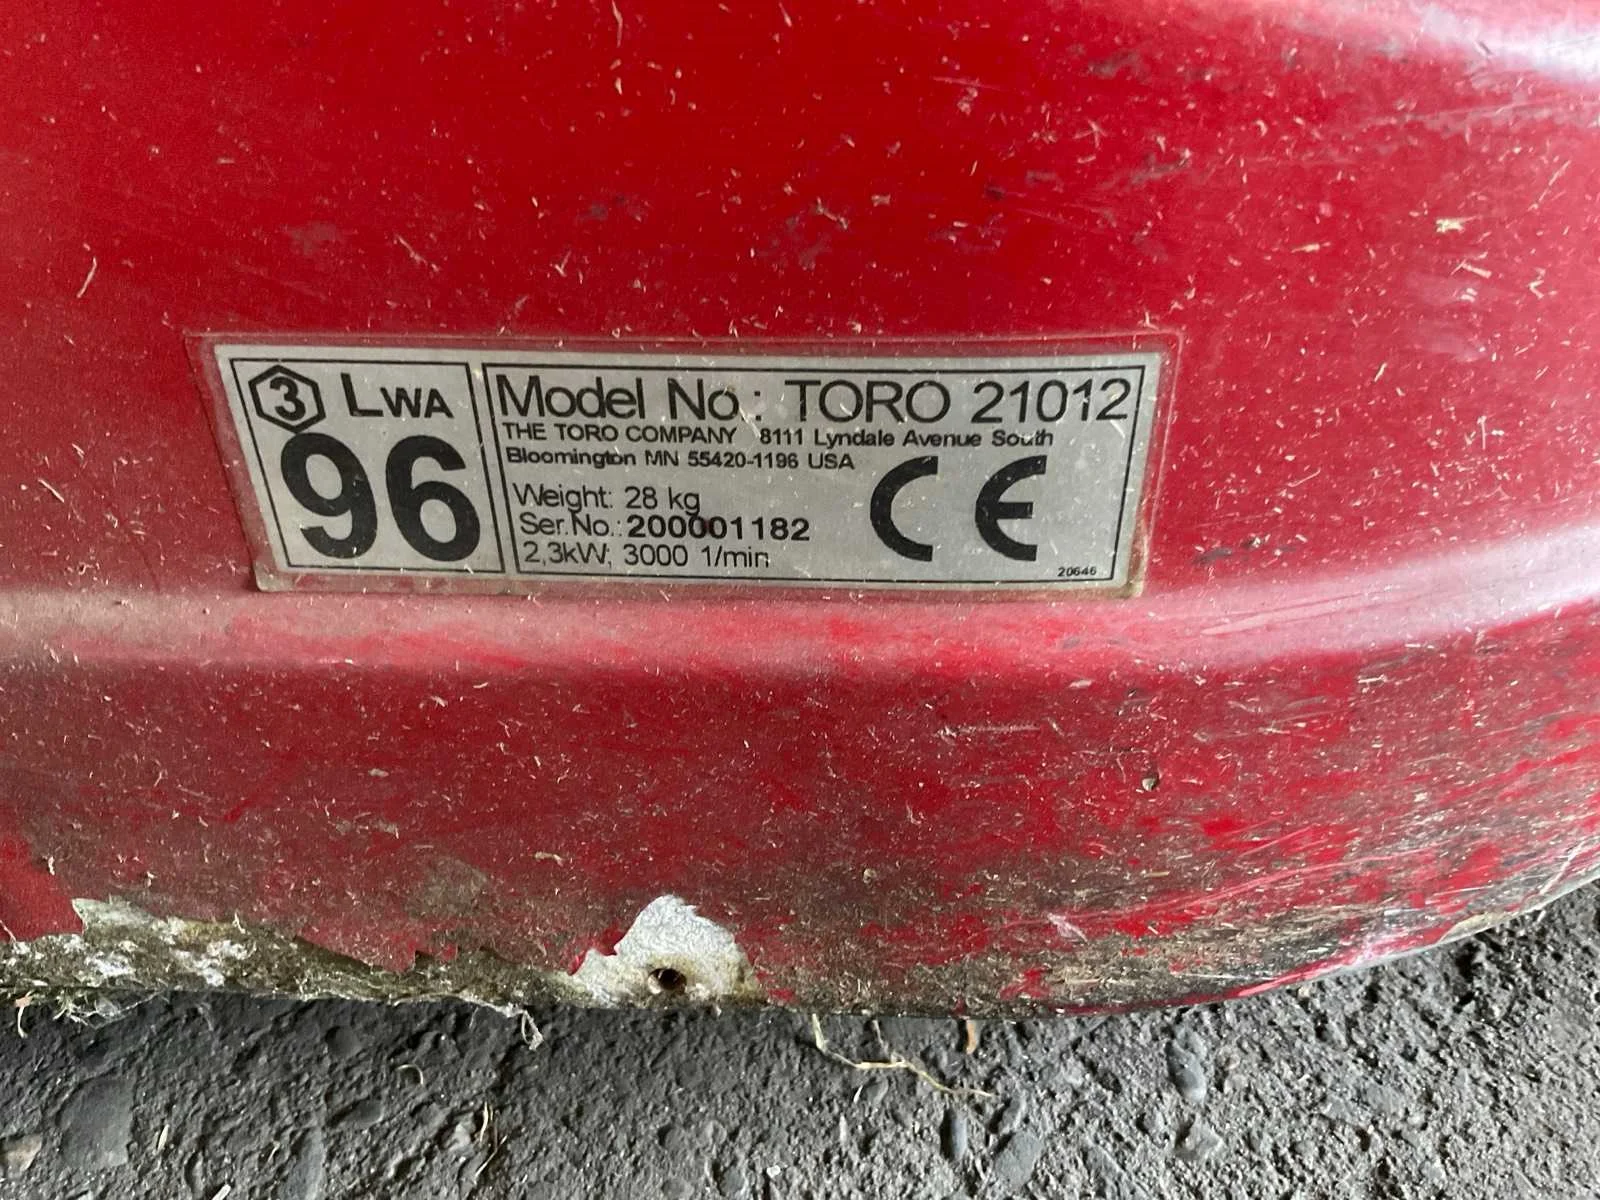 3 LWA
96
Model No.: TORO 21012
THE TORO COMPANY 8111 Lyndale Avenue South
Bloomington MN 55420-1196 USA
Weight: 28 kg
Ser.No.: 200001182
2,3kW; 3000 1/min
CE
20646